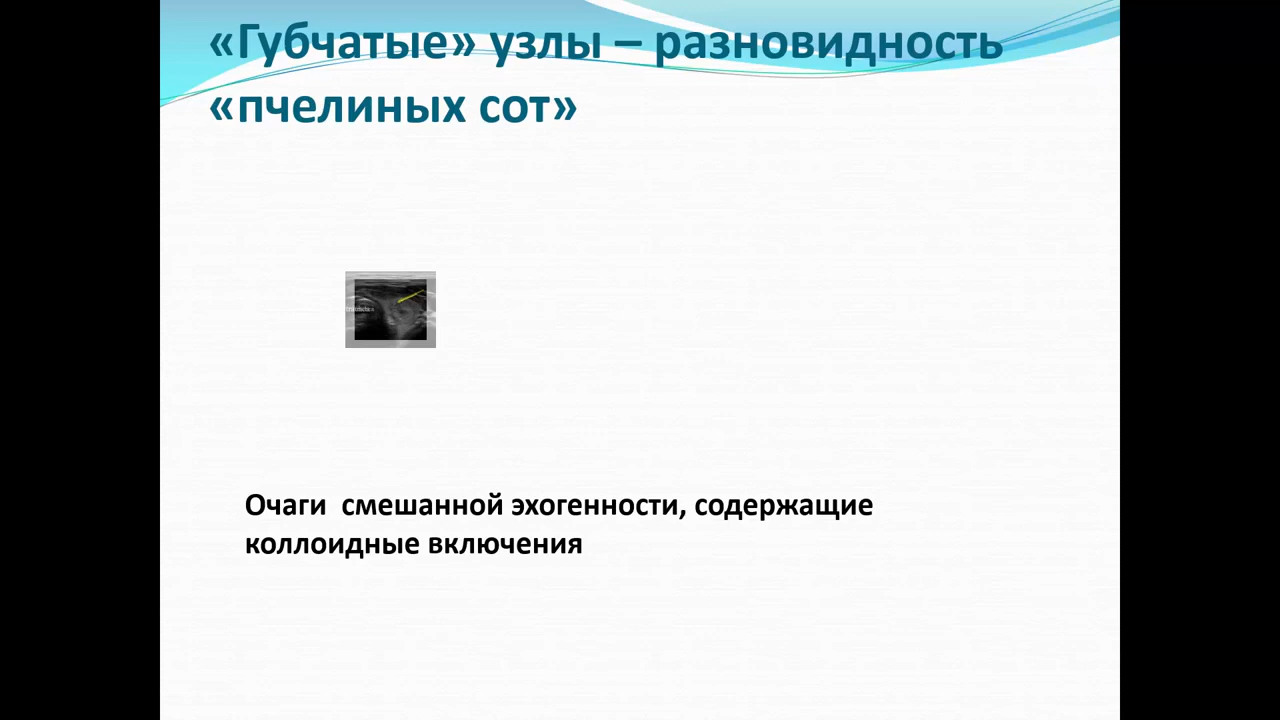 «Губчатые» узлы – разновидность
«пчелиных сот»
Очаги  смешанной эхогенности, содержащие
коллоидные включения